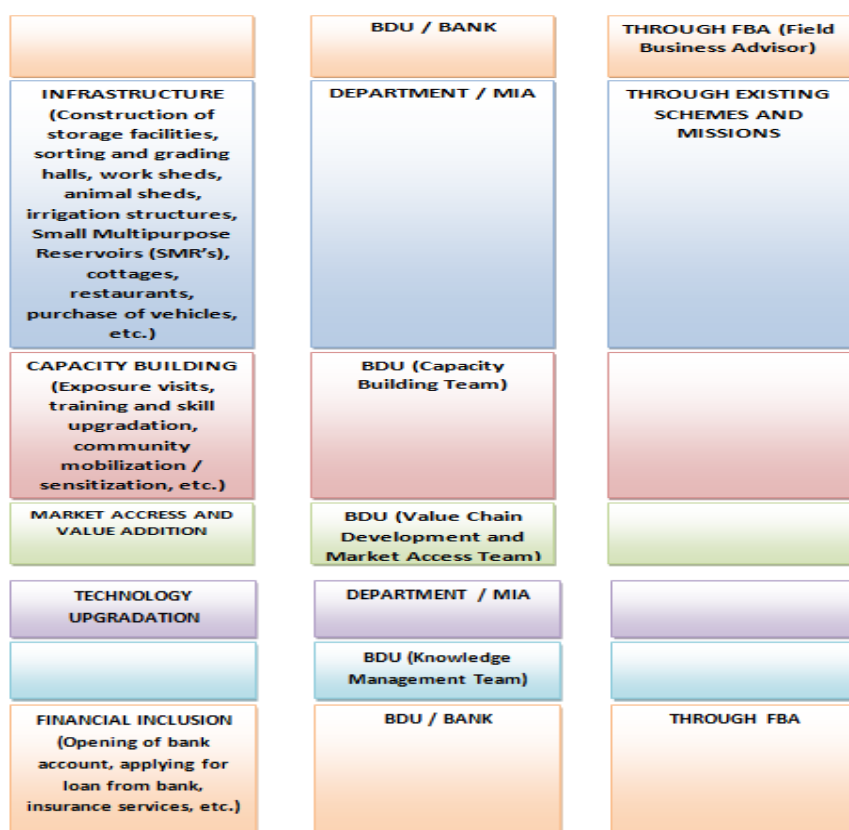 BDU / BANK
THROUGH FBA (Field
Business Advisor)
INFRASTRUCTURE
(Construction of
storage facilities,
sorting and grading
halls, work sheds,
animal sheds,
irrigation structures,
Small Multipurpose
Reservoirs (SMR's),
cottages,
restaurants,
purchase of vehicles,
etc.)
DEPARTMENT / MIA
THROUGH EXISTING
SCHEMES AND
MISSIONS
CAPACITY BUILDING
(Exposure visits,
training and skill
upgradation,
community
mobilization /
sensitization, etc.)
BDU (Capacity
Building Team)
MARKET ACCRESS AND
VALUE ADDITION
BDU (Value Chain
Development and
Market Access Team)
TECHNOLOGY
UPGRADATION
DEPARTMENT / MIA
BDU (Knowledge
Management Team)
FINANCIAL INCLUSION
(Opening of bank
account, applying for
loan from bank,
insurance services, etc.)
BDU / BANK
THROUGH FBA